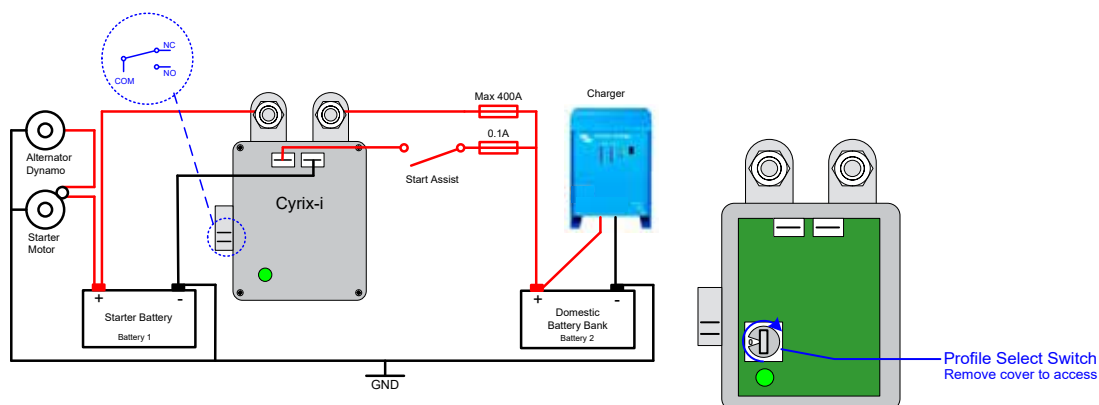 NC
COM
NO
Max 400A
Charger
0.1A
Alternator
Dynamo
Start Assist
Cyrix-i
Starter
Motor
+ -
Starter Battery
Battery 1
+ -
Domestic
Battery Bank
Battery 2
GND
0
Profile Select Switch
Remove cover to access